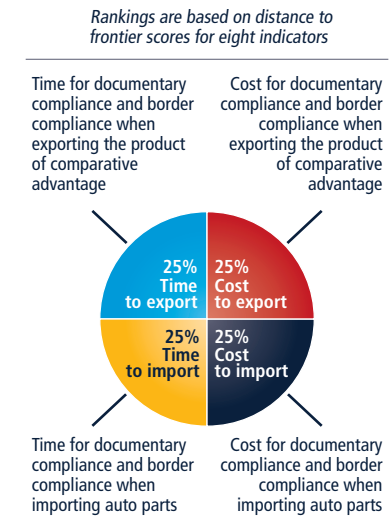 Rankings are based on distance to
frontier scores for eight indicators
Time for documentary
compliance and border
compliance when
exporting the product
of comparative
advantage
Cost for documentary
compliance and border
compliance when
exporting the product
of comparative
advantage
25%
Time
to export
25%
Cost
to export
25%
Time
to import
25%
Cost
to import
Time for documentary
compliance and border
compliance when
importing auto parts
Cost for documentary
compliance and border
compliance when
importing auto parts